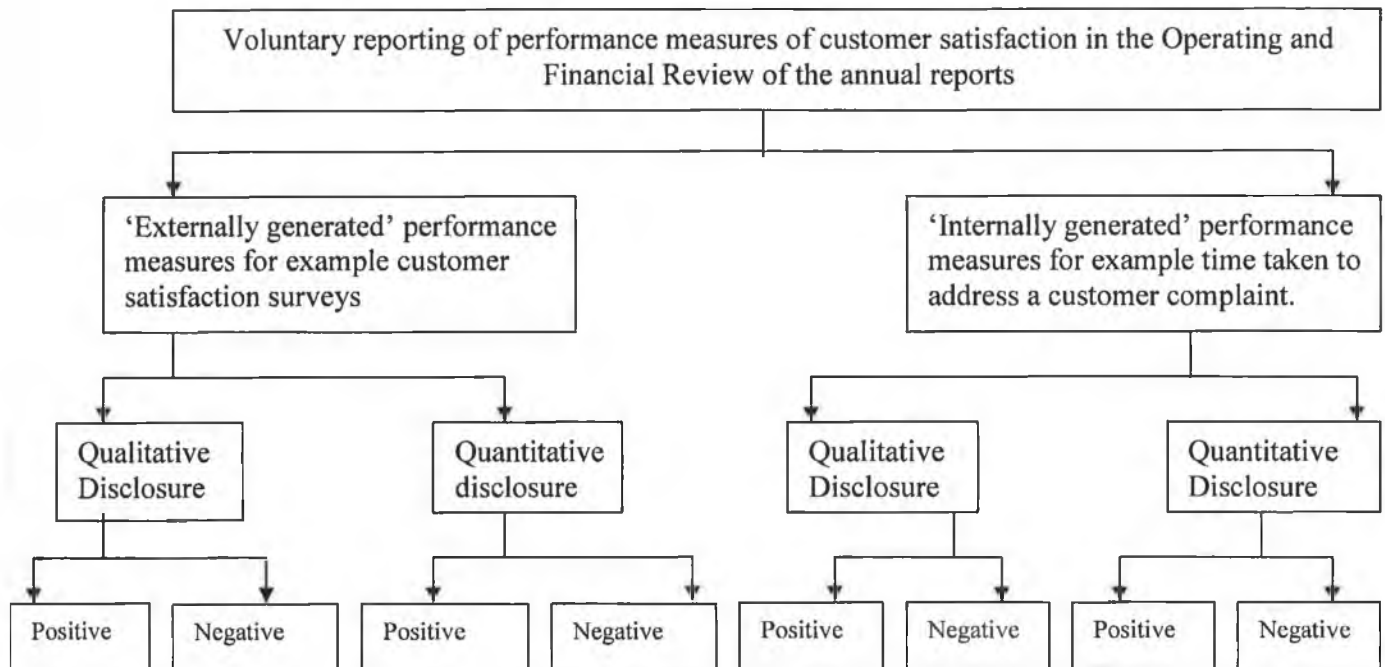 Voluntary reporting of performance measures of customer satisfaction in the Operating and
Financial Review of the annual reports
‘Externally generated’ performance
measures for example customer
satisfaction surveys
‘Internally generated’ performance
measures for example time taken to
address a customer complaint.
Qualitative
Disclosure
Quantitative
disclosure
Qualitative
Disclosure
Quantitative
Disclosure
Positive
Negative
Positive
Negative
Positive
Negative
Positive
Negative